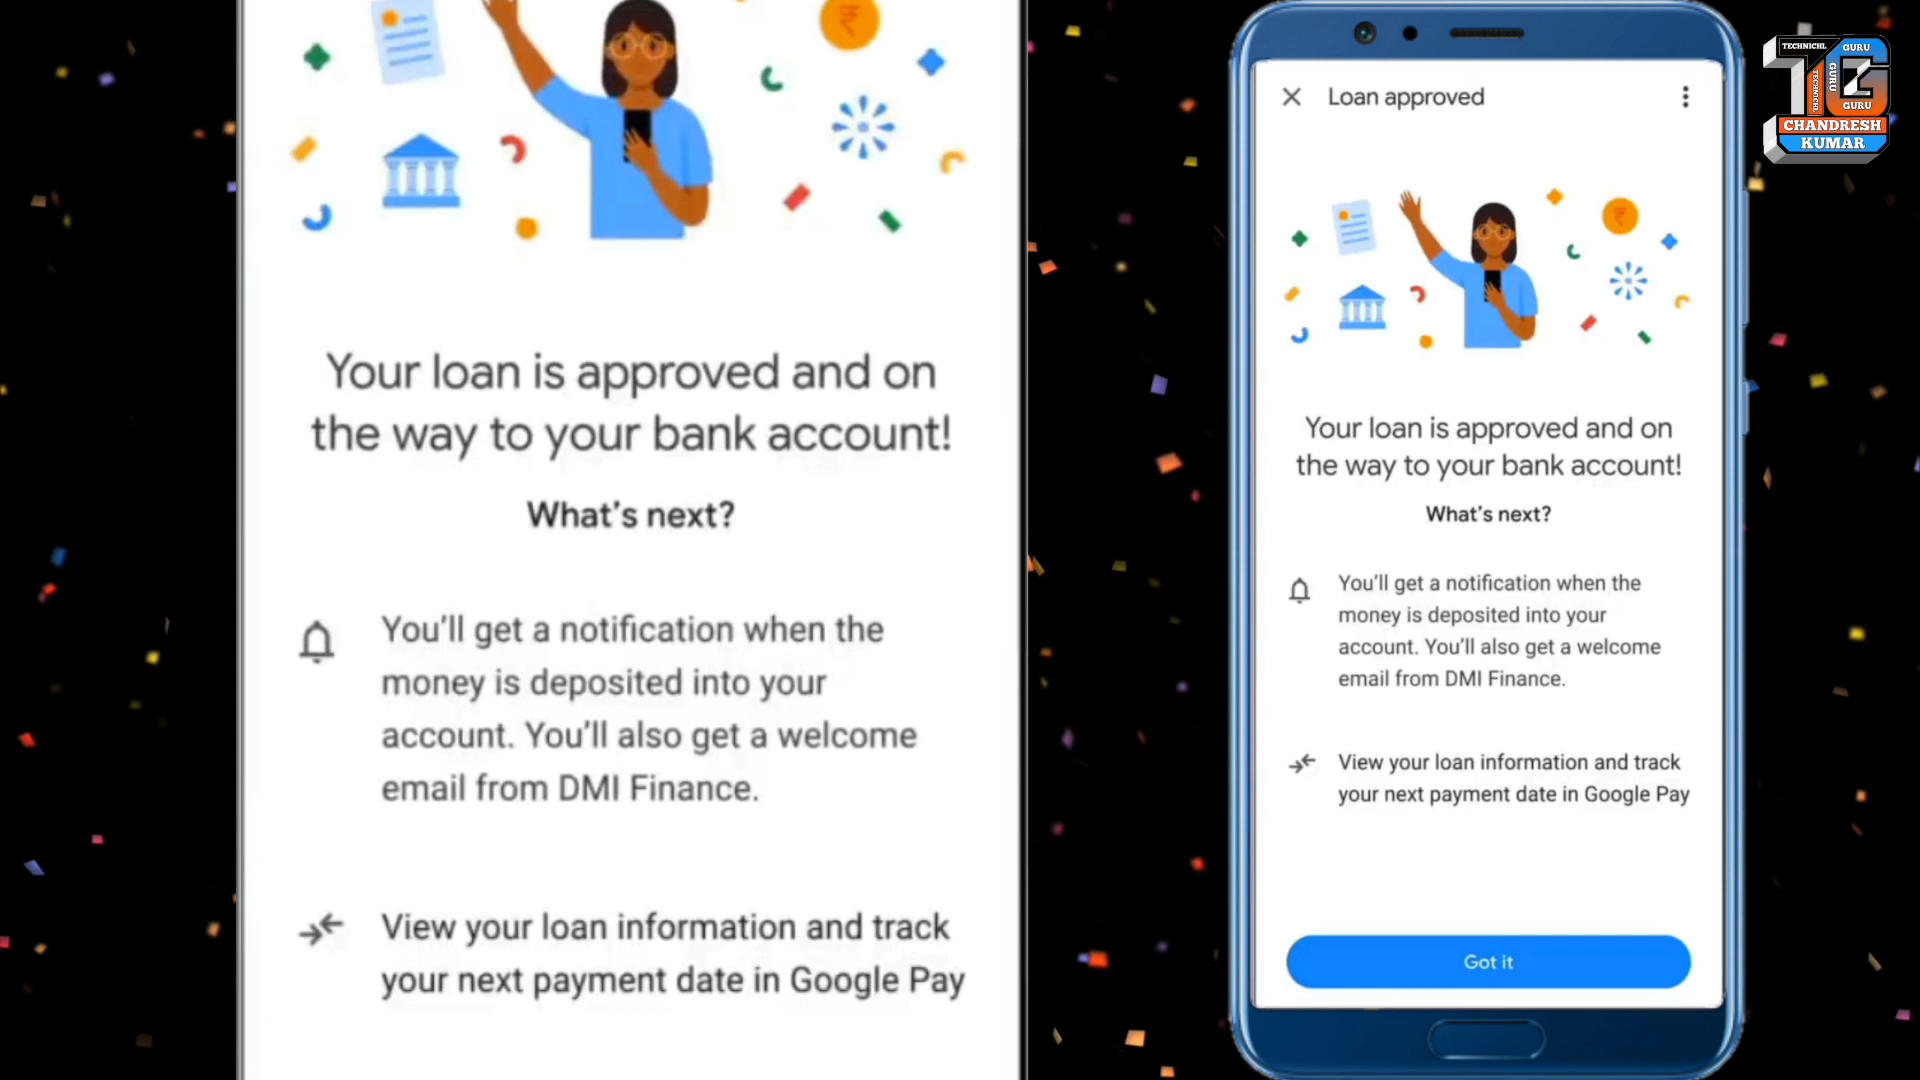 Your loan is approved and on
the way to your bank account!
What's next?
You'll get a notification when the
money is deposited into your
account. You'll also get a welcome
email from DMI Finance.
View your loan information and track
your next payment date in Google Pay
Loan approved
₹
Your loan is approved and on
the way to your bank account!
What's next?
You'll get a notification when the
money is deposited into your
account. You'll also get a welcome
email from DMI Finance.
View your loan information and track
your next payment date in Google Pay
Got it
TECHNICHL GURU
TECHNICHL
GURU
GURU
CHANDRESH
KUMAR